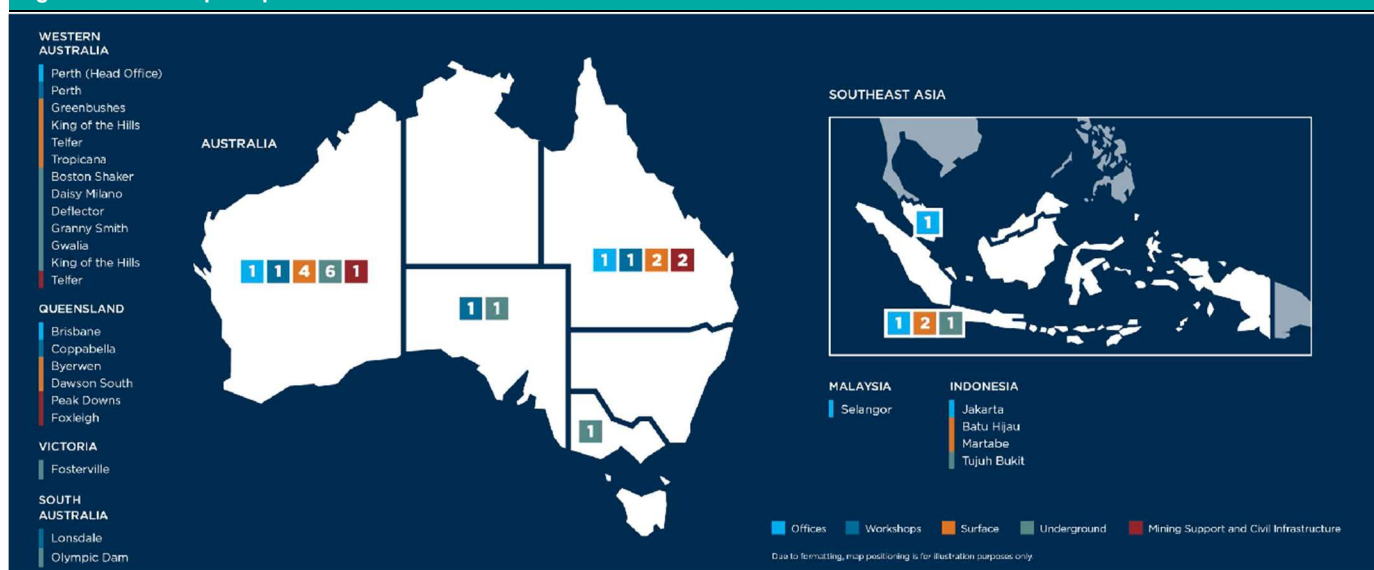 WESTERN
AUSTRALIA
Perth (Head Office)
Perth
Greenbushes
King of the Hills
Telfer
Tropicana
Boston Shaker
Daisy Milano
Deflector
Granny Smith
Gwalia
King of the Hills
Telfer
QUEENSLAND
Brisbane
Coppabella
Byerwen
Dawson South
Peak Downs
Foxleigh
VICTORIA
Fosterville
SOUTH
AUSTRALIA
Lonsdale
Olympic Dam
AUSTRALIA
1 1 4 6 1
1 1 2 2
1 1
1
SOUTHEAST ASIA
1
1 2 1
MALAYSIA
Selangor
INDONESIA
Jakarta
Batu Hijau
Martabe
Tujuh Bukit
Offices Workshops Surface Underground Mining Support and Civil Infrastructure
Due to formatting, map positioning is for illustration purposes only.